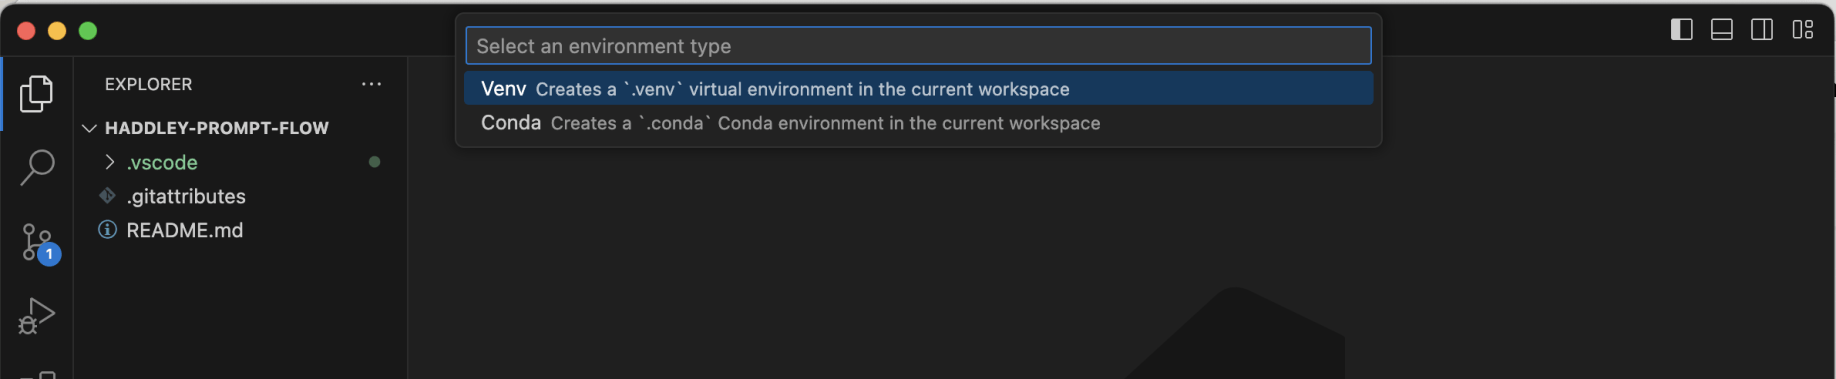 Select an environment type
Venv Creates a `.venv` virtual environment in the current workspace
Conda Creates a `.conda` Conda environment in the current workspace
EXPLORER
HADDLEY-PROMPT-FLOW
.vscode
.gitattributes
README.md
1